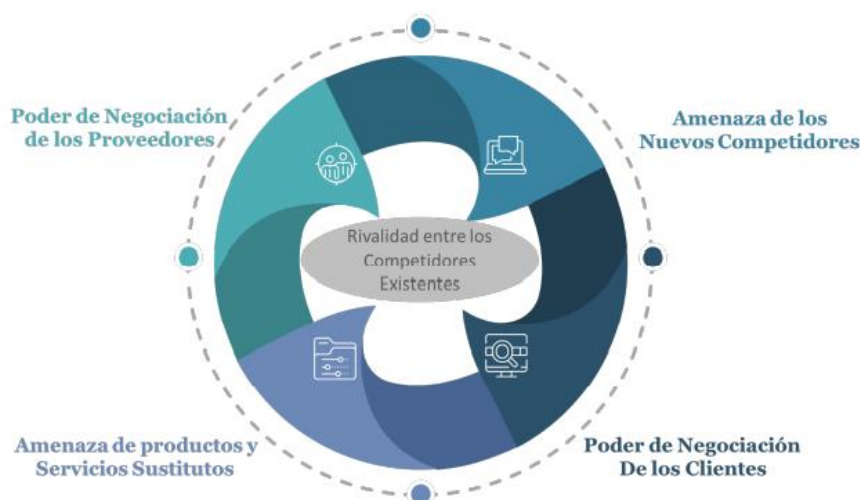 Poder de Negociación
de los Proveedores
Amenaza de los
Nuevos Competidores
Rivalidad entre los
Competidores
Existentes
Amenaza de productos y
Servicios Sustitutos
Poder de Negociación
De los Clientes